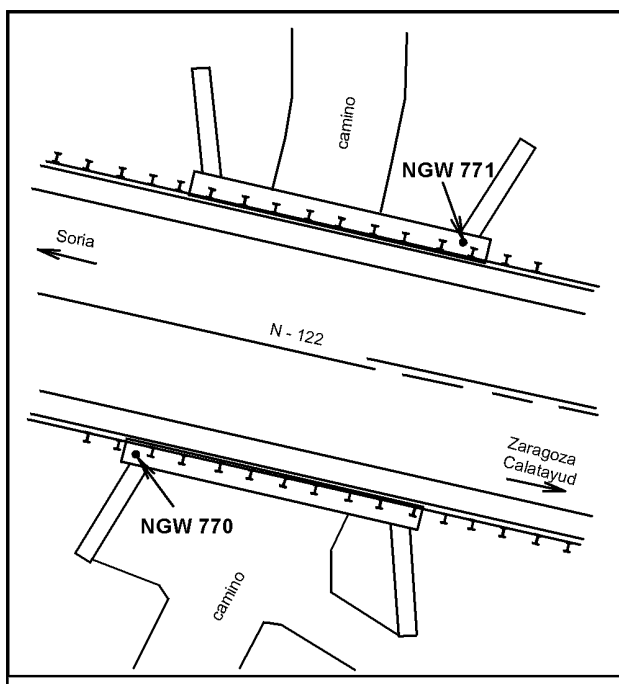 camino
NGW 771
Soria
N - 122
Zaragoza
Calatayud
NGW 770
camino